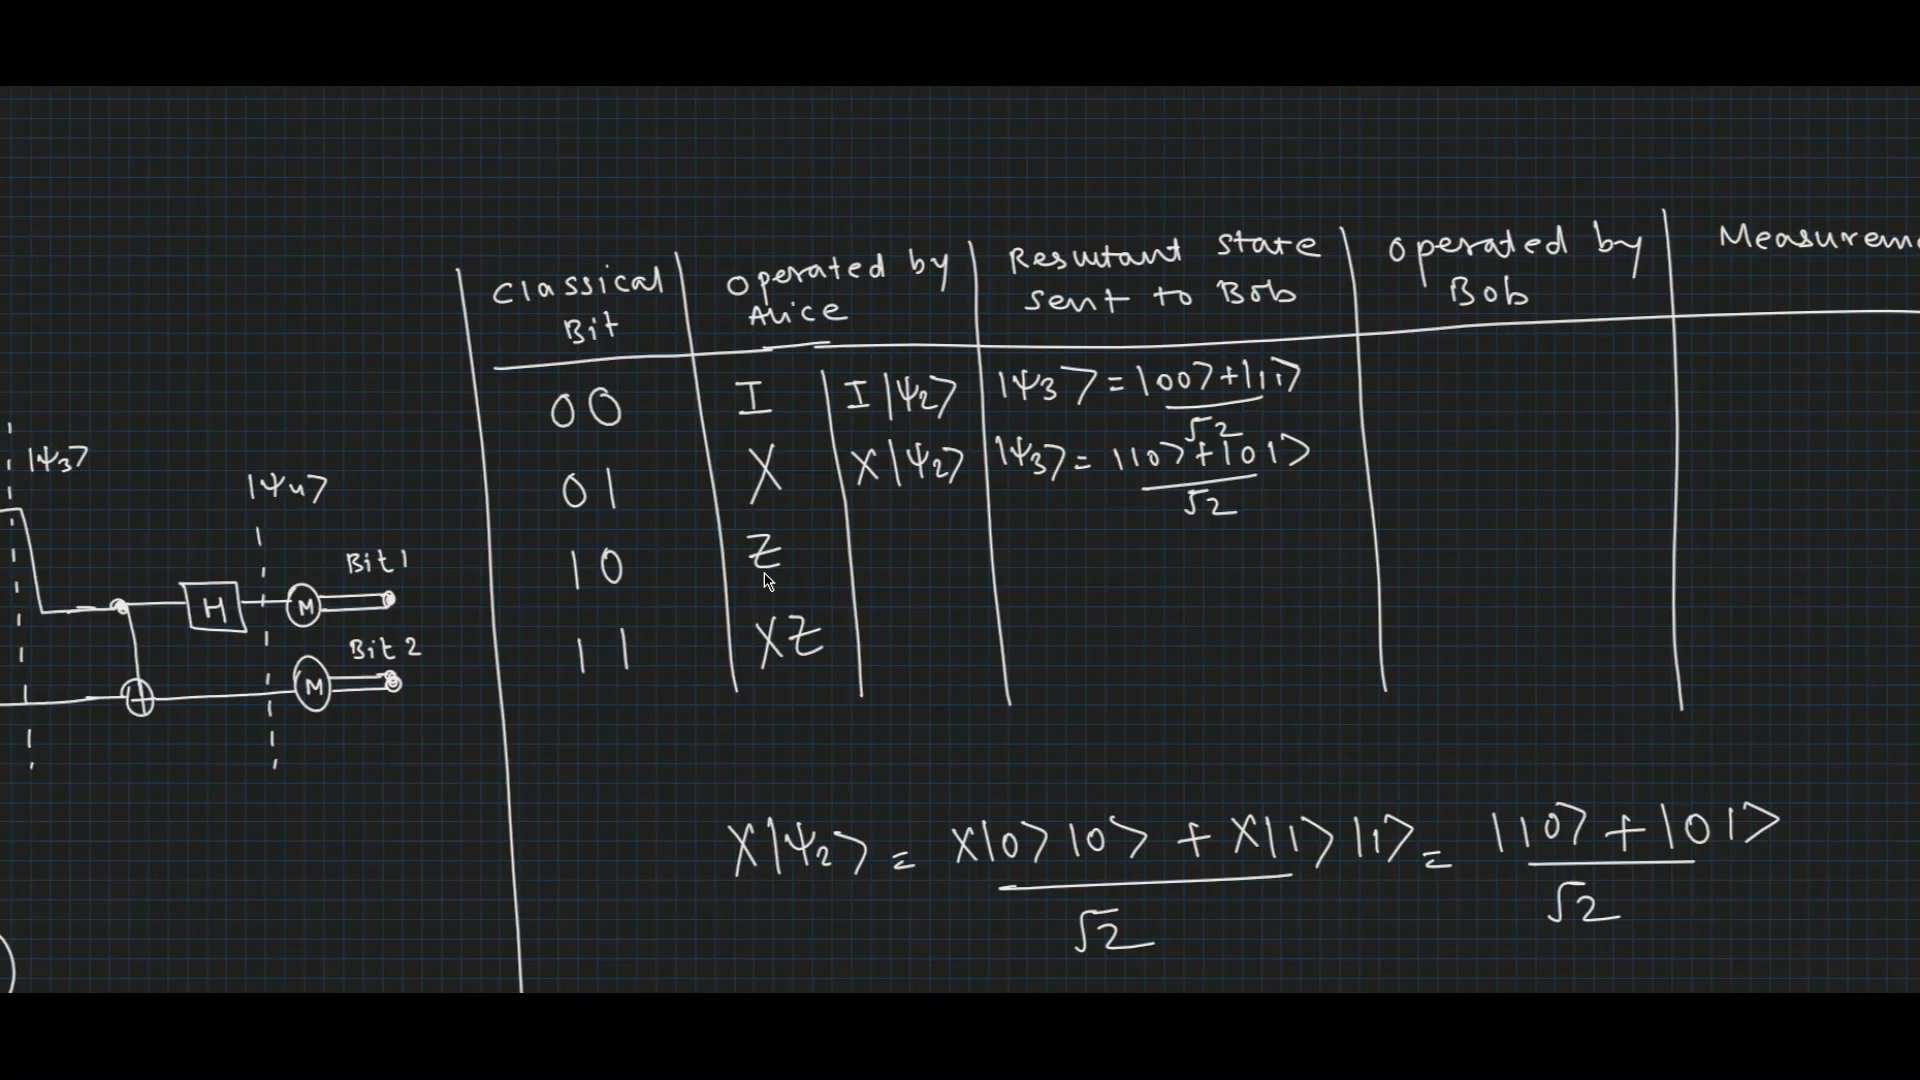 Classical Bit | Operated by Alice | Resultant state sent to Bob | Operated by Bob
00 | I | I|ψ₂⟩ | |ψ₃⟩ = |00⟩+|11⟩ / √2
01 | X | X|ψ₂⟩ | |ψ₃⟩ = |10⟩+|01⟩ / √2
10 | Z
11 | XZ
|ψ₃⟩
|ψ₄⟩
Bit 1
H
M
Bit 2
M
X|ψ₂⟩ = X|0⟩|0⟩ + X|1⟩|1⟩ / √2 = |10⟩ + |01⟩ / √2